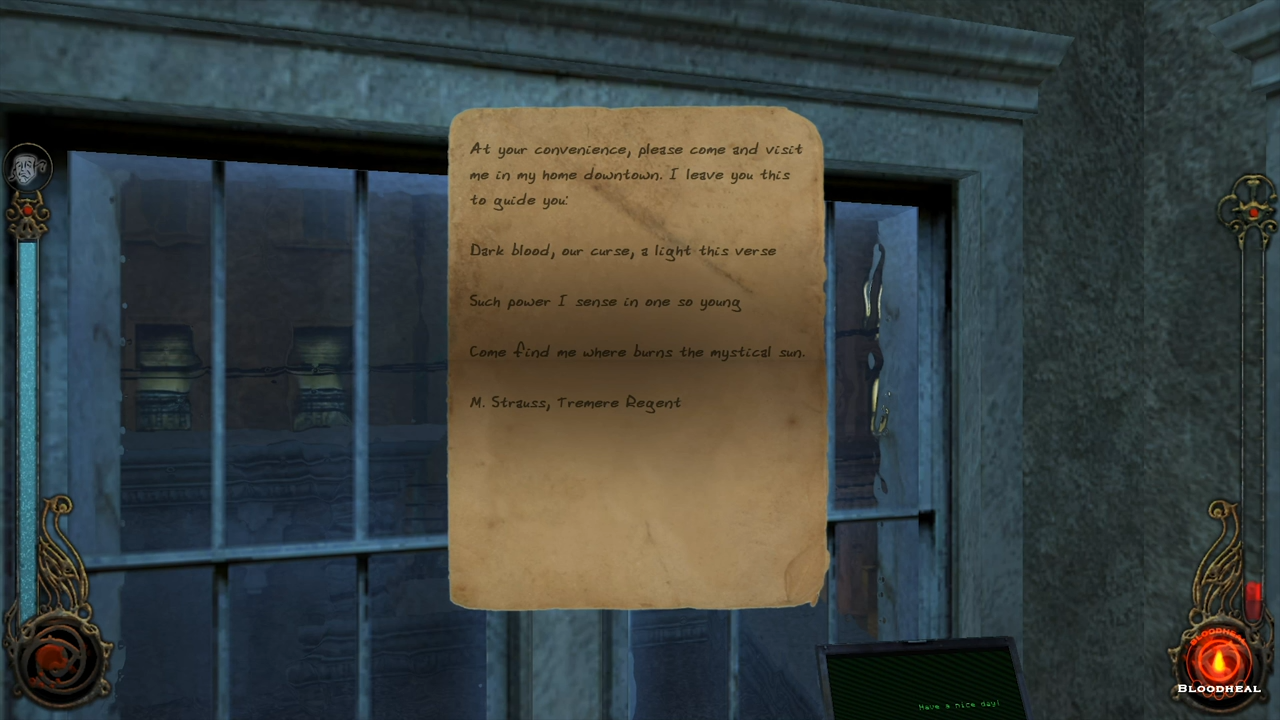 At your convenience, please come and visit
me in my home downtown. I leave you this
to guide you:
Dark blood, our curse, a light this verse
Such power I sense in one so young
Come find me where burns the mystical sun.
M. Strauss, Tremere Regent
Have a nice day!
BLOODHEAL
BLOODHEAL